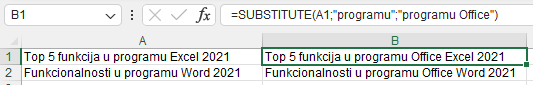 B1 fx =SUBSTITUTE(A1;"programu";"programu Office")
A B
1 Top 5 funkcija u programu Excel 2021 Top 5 funkcija u programu Office Excel 2021
2 Funkcionalnosti u programu Word 2021 Funkcionalnosti u programu Office Word 2021